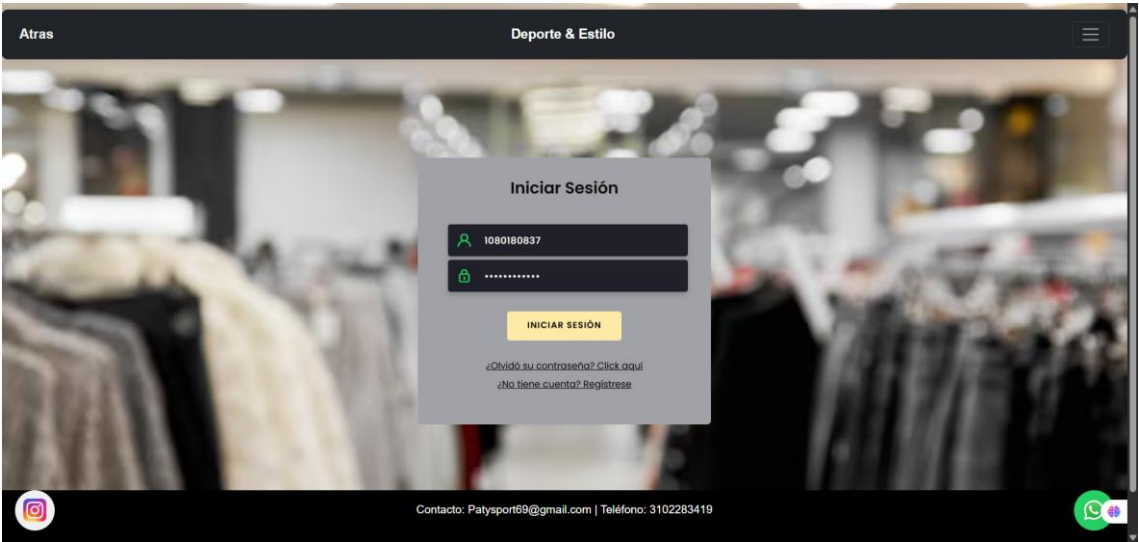 Atras
Deporte & Estilo
Iniciar Sesión
1080180837
••••••••••••
INICIAR SESIÓN
¿Olvidó su contraseña? Click aquí
¿No tiene cuenta? Regístrese
Contacto: Patysport69@gmail.com | Teléfono: 3102283419